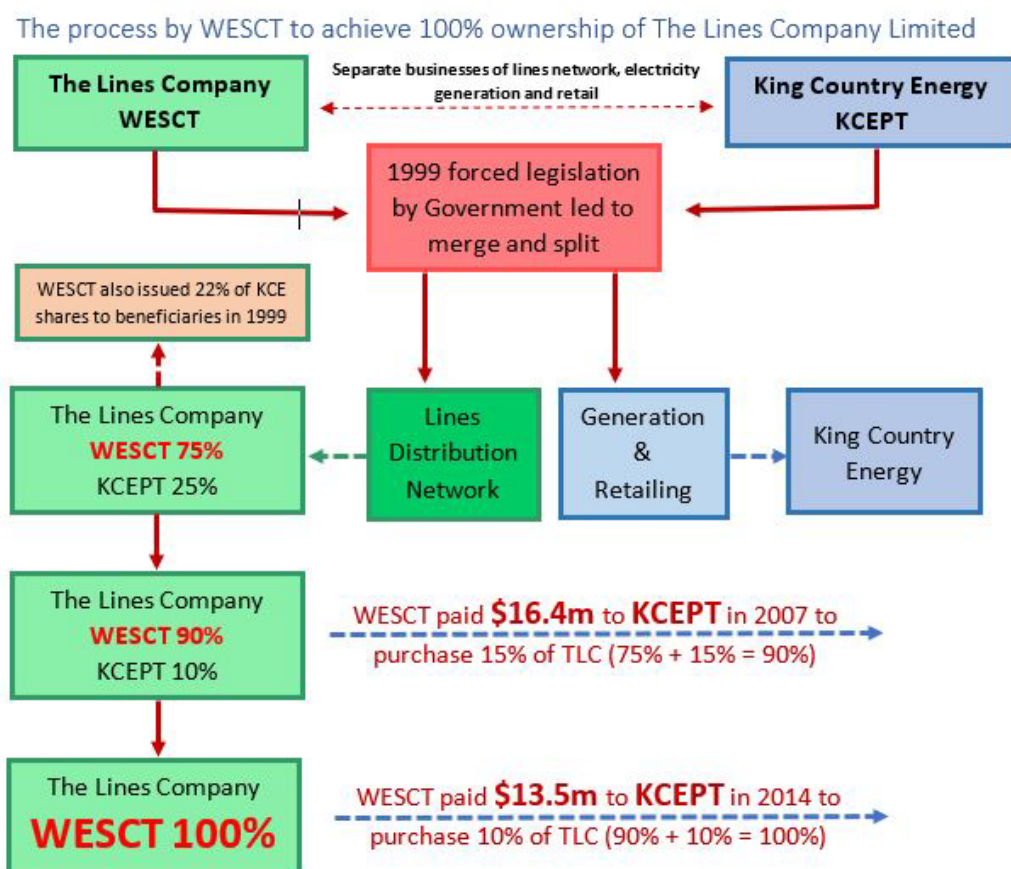 The process by WESCT to achieve 100% ownership of The Lines Company Limited
The Lines Company
WESCT
Separate businesses of lines network, electricity
generation and retail
King Country Energy
KCEPT
1999 forced legislation
by Government led to
merge and split
WESCT also issued 22% of KCE
shares to beneficiaries in 1999
The Lines Company
WESCT 75%
KCEPT 25%
Lines
Distribution
Network
Generation
&
Retailing
King Country
Energy
The Lines Company
WESCT 90%
KCEPT 10%
WESCT paid $16.4m to KCEPT in 2007 to
purchase 15% of TLC (75% + 15% = 90%)
The Lines Company
WESCT 100%
WESCT paid $13.5m to KCEPT in 2014 to
purchase 10% of TLC (90% + 10% = 100%)